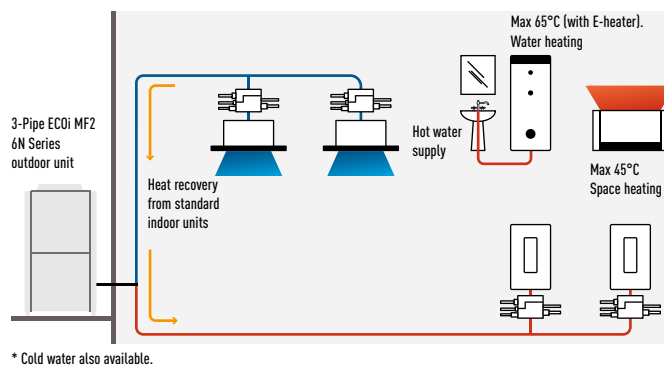 Max 65°C (with E-heater).
Water heating
3-Pipe ECOi MF2
6N Series
outdoor unit
Hot water
supply
Max 45°C
Space heating
Heat recovery
from standard
indoor units
* Cold water also available.